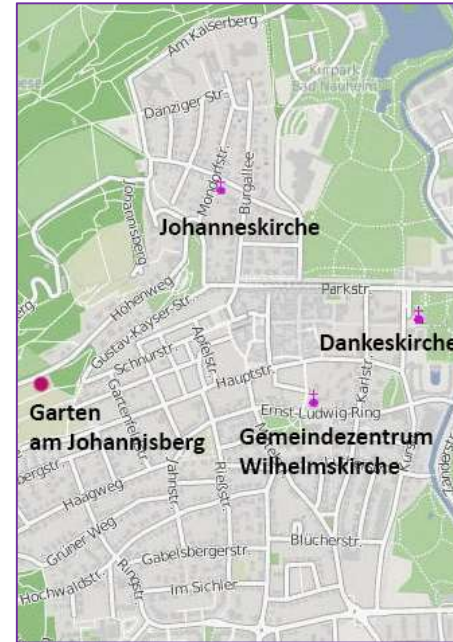 Am Kaiserberg
Kurpark
Bad Nauheim
Danziger Str.
Mondorfstr.
Burgallee
Johannisberg
Johanneskirche
Höhenweg
Parkstr.
Gustav-Kayser-Str.
Dankeskirche
Schnurstr.
Apfelstr.
Hauptstr.
Karlstr.
Garten
am Johannisberg
Gartenfeldstr.
Ernst-Ludwig-Ring
Gemeindezentrum
Wilhelmskirche
Jahnstr.
Rießstr.
Zanderstr.
Haagweg
Grüner Weg
Blücherstr.
Gabelsbergerstr.
Hochwaldstr.
Ringstr.
Im Sichler